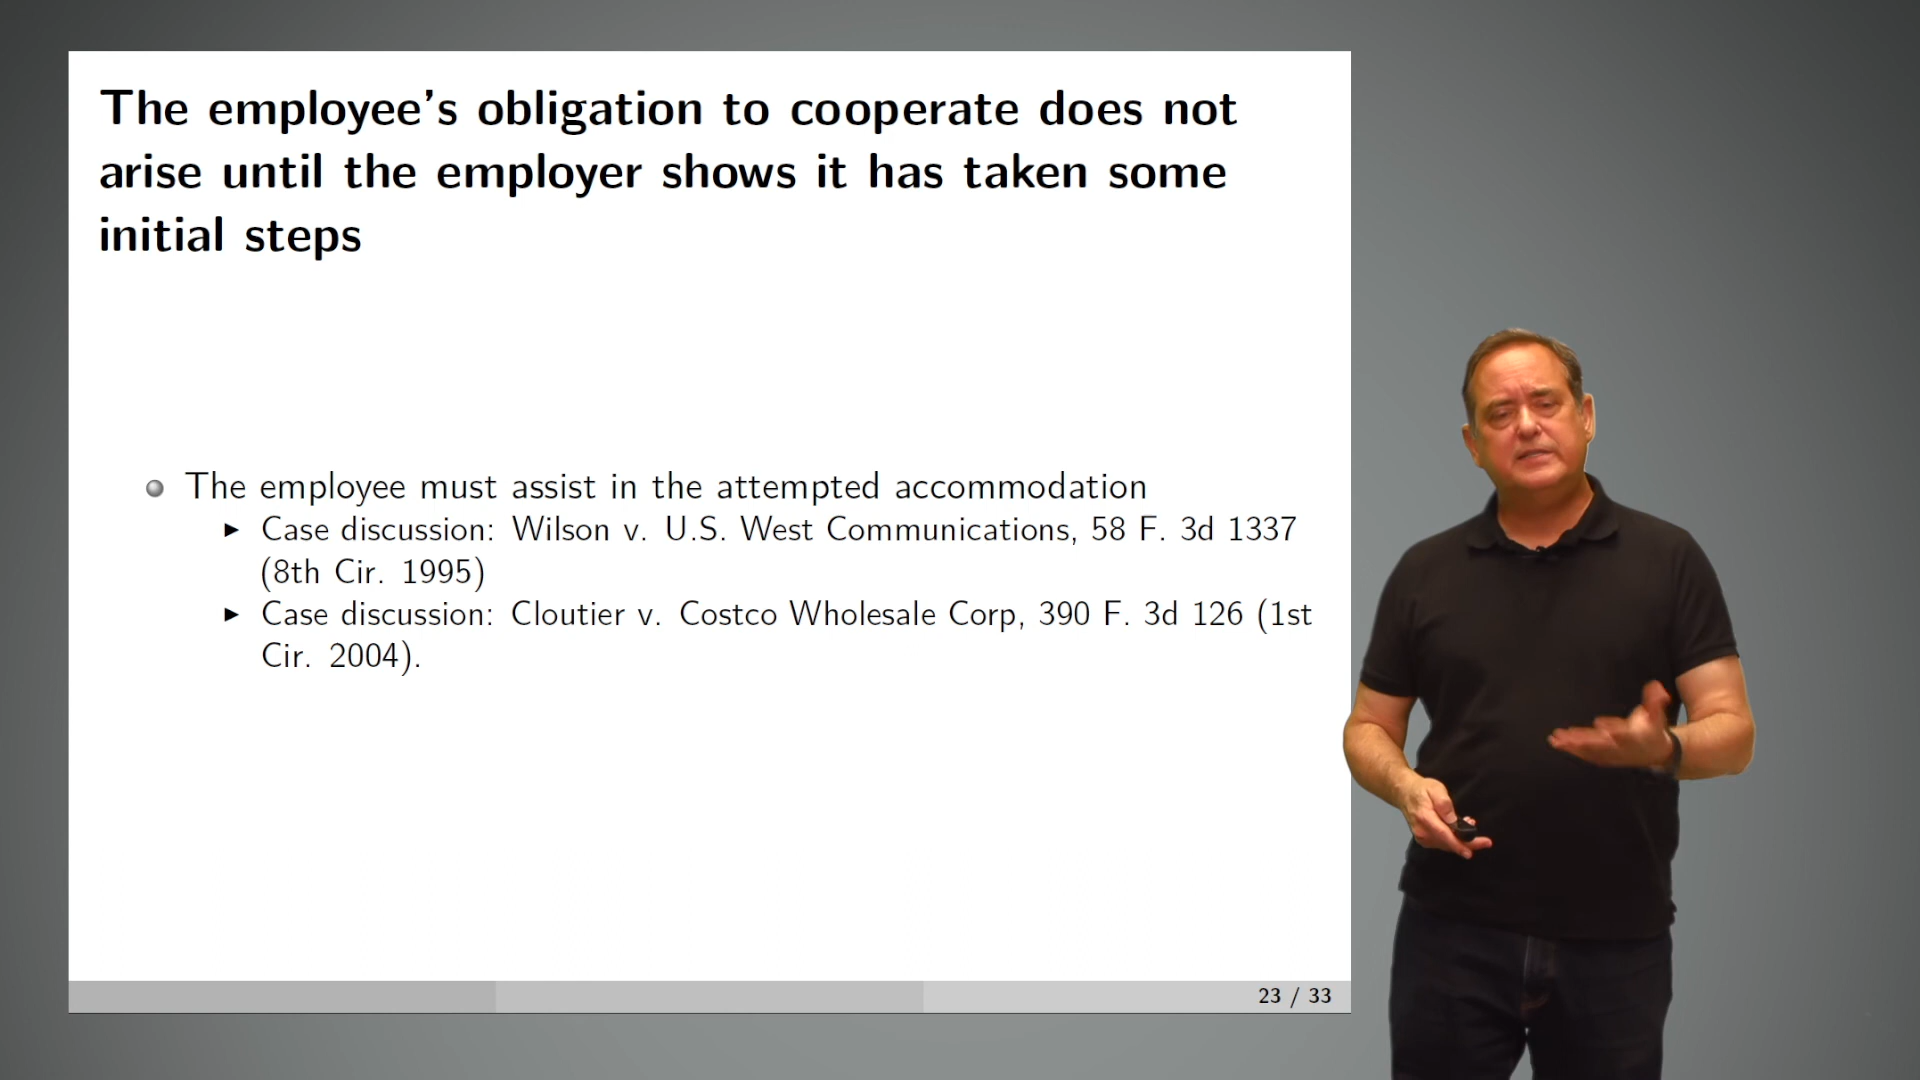 The employee's obligation to cooperate does not
arise until the employer shows it has taken some
initial steps
The employee must assist in the attempted accommodation
Case discussion: Wilson v. U.S. West Communications, 58 F. 3d 1337
(8th Cir. 1995)
Case discussion: Cloutier v. Costco Wholesale Corp, 390 F. 3d 126 (1st
Cir. 2004).
23 / 33